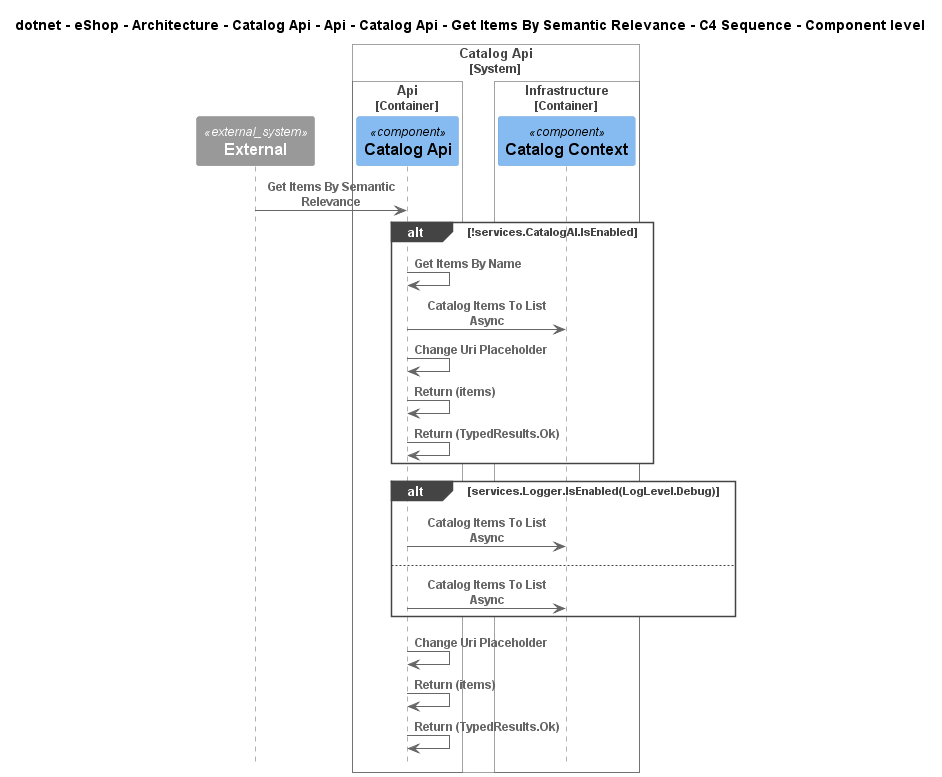 dotnet - eShop - Architecture - Catalog Api - Api - Catalog Api - Get Items By Semantic Relevance - C4 Sequence - Component level
Catalog Api
[System]
Api
[Container]
Infrastructure
[Container]
«external_system»
External
«component»
Catalog Api
«component»
Catalog Context
Get Items By Semantic
Relevance
alt
[!services.CatalogAI.IsEnabled]
Get Items By Name
Catalog Items To List
Async
Change Uri Placeholder
Return (items)
Return (TypedResults.Ok)
alt
[services.Logger.IsEnabled(LogLevel.Debug)]
Catalog Items To List
Async
Catalog Items To List
Async
Change Uri Placeholder
Return (items)
Return (TypedResults.Ok)